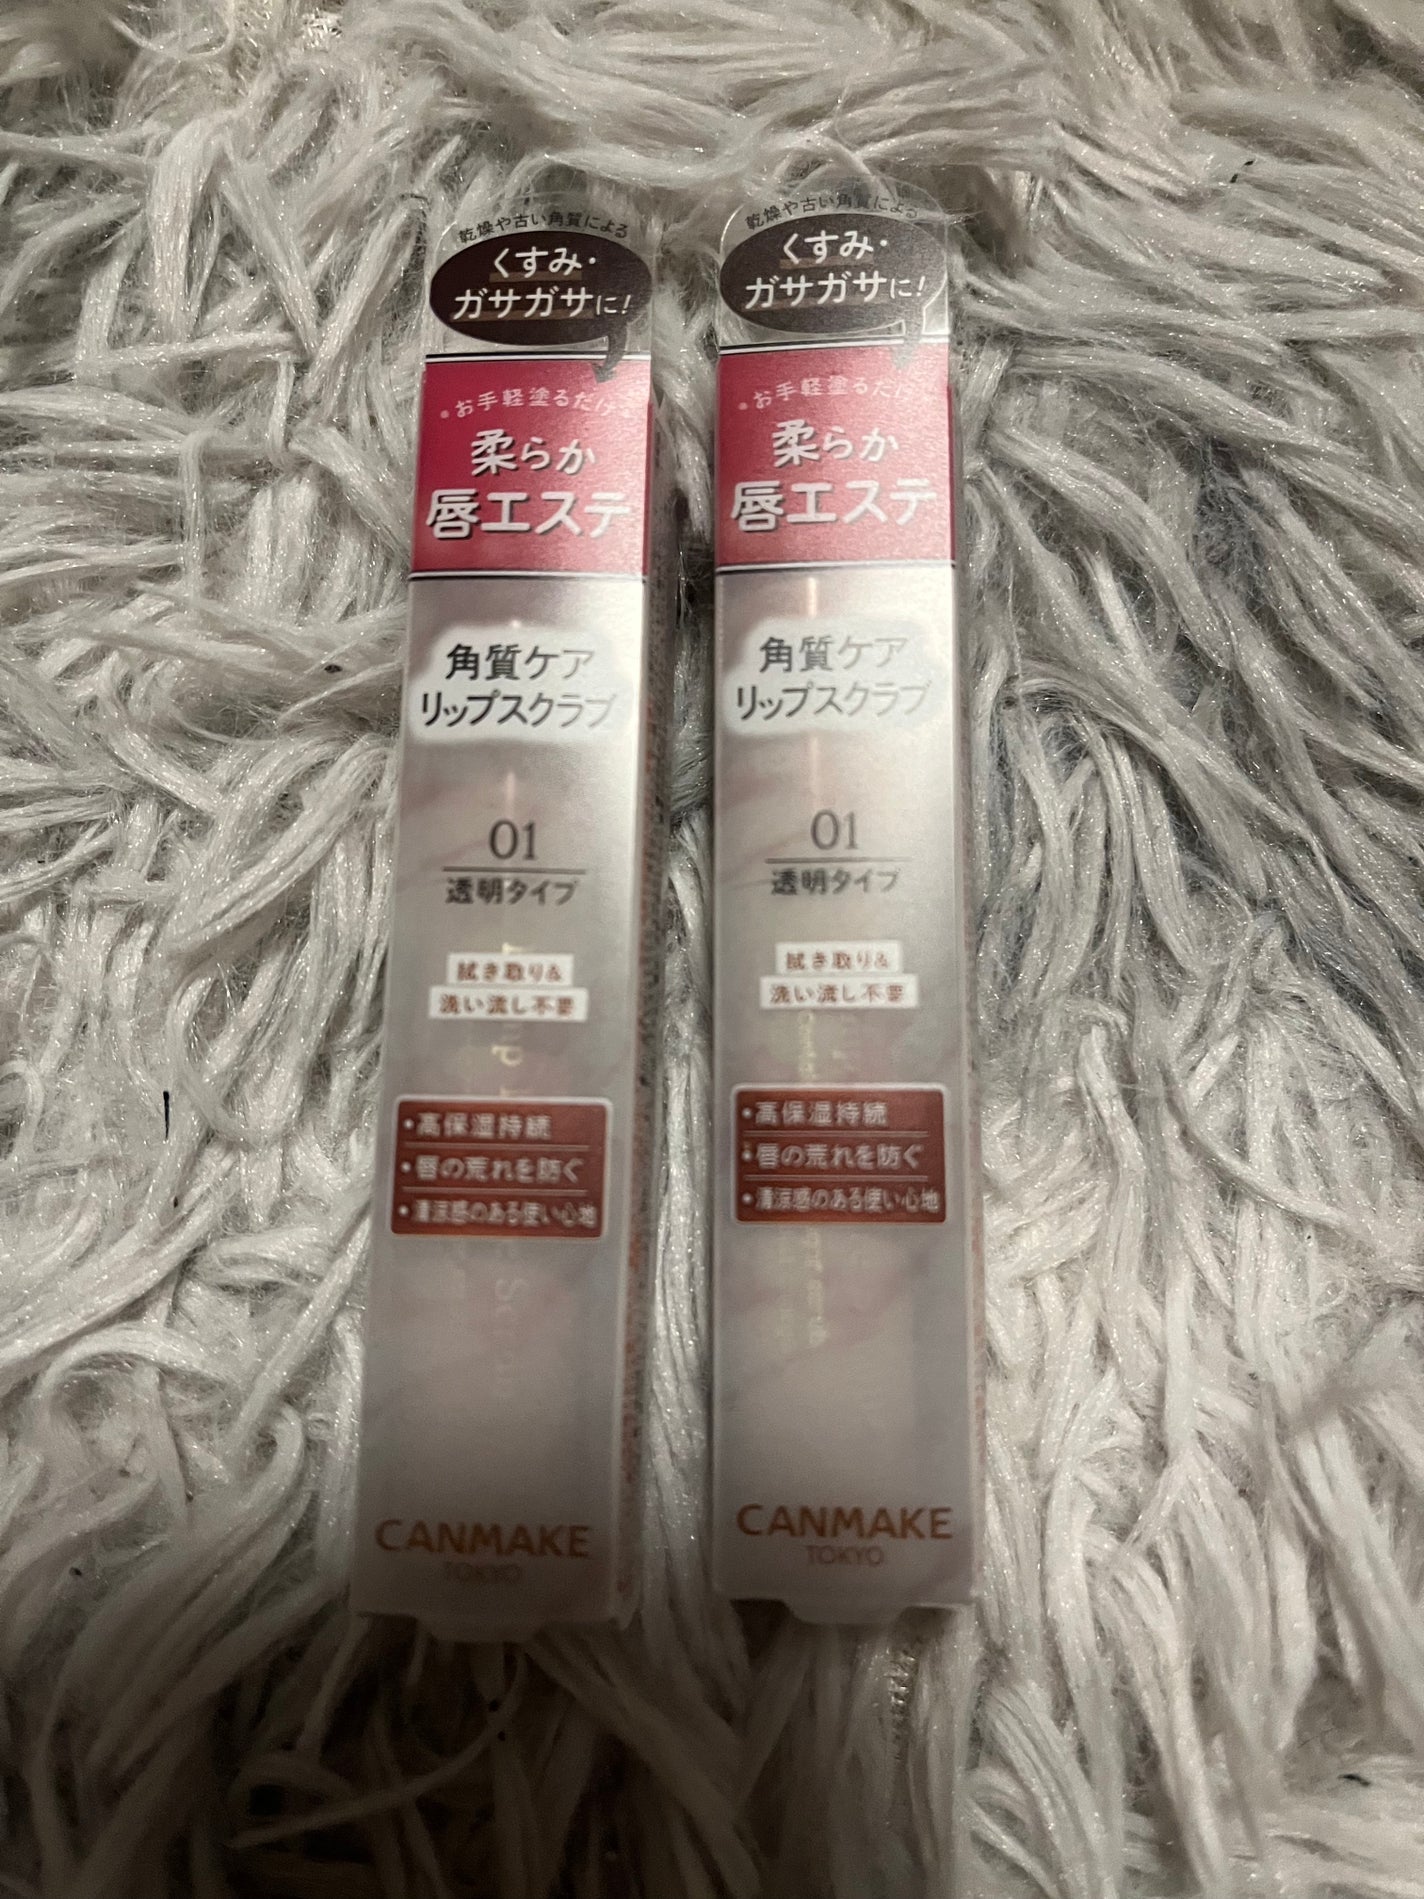 乾燥や古い角質による
くすみ・
ガサガサに!
お手軽塗るだけ
柔らか
唇エステ
角質ケア
リップスクラブ
01
透明タイプ
拭き取り&
洗い流し不要
・高保湿持続
・唇の荒れを防ぐ
・清涼感のある使い心地
CANMAKE
TOKYO
乾燥や古い角質による
くすみ・
ガサガサに!
お手軽塗るだけ
柔らか
唇エステ
角質ケア
リップスクラブ
01
透明タイプ
拭き取り&
洗い流し不要
・高保湿持続
・唇の荒れを防ぐ
・清涼感のある使い心地
CANMAKE
TOKYO